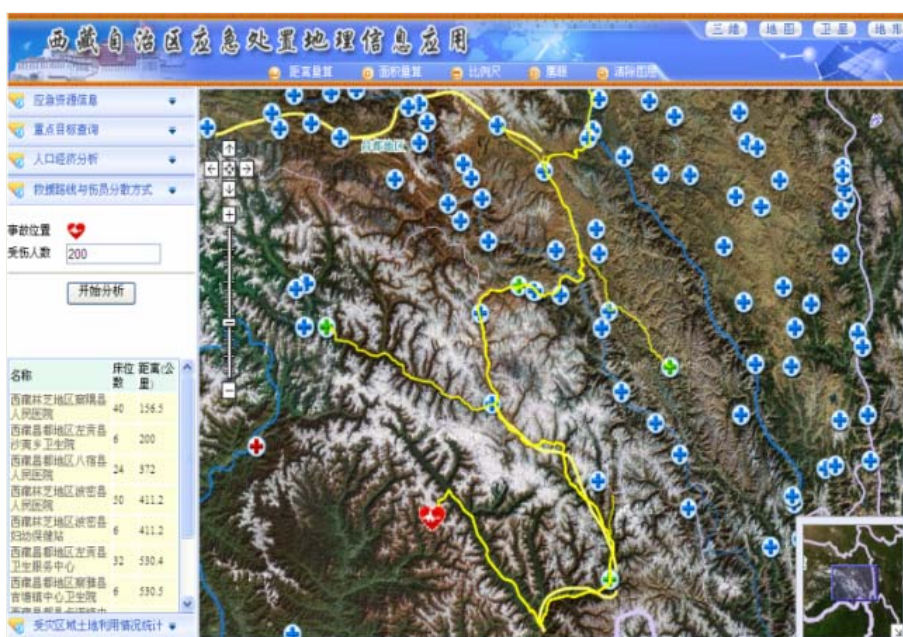 西藏自治区应急处置地理信息应用
三维 地图 卫星 地形
距离量算 面积量算 比例尺 清除图层
应急资源信息
重点目标查询
人口经济分析
救援路线与伤员分散方式
事故位置
受伤人数 200
开始分析
名称 床位数 距离(公里)
西藏林芝地区察隅县
人民医院 40 156.5
西藏昌都地区左贡县
沙南乡卫生院 6 200
西藏昌都地区八宿县
人民医院 24 372
西藏林芝地区波密县
人民医院 50 411.2
西藏林芝地区波密县
妇幼保健站 6 411.2
西藏昌都地区左贡县
卫生服务中心 32 530.4
西藏昌都地区察雅县
吉塘镇中心卫生院 6 530.5
受灾区域土地利用情况统计
昌都地区